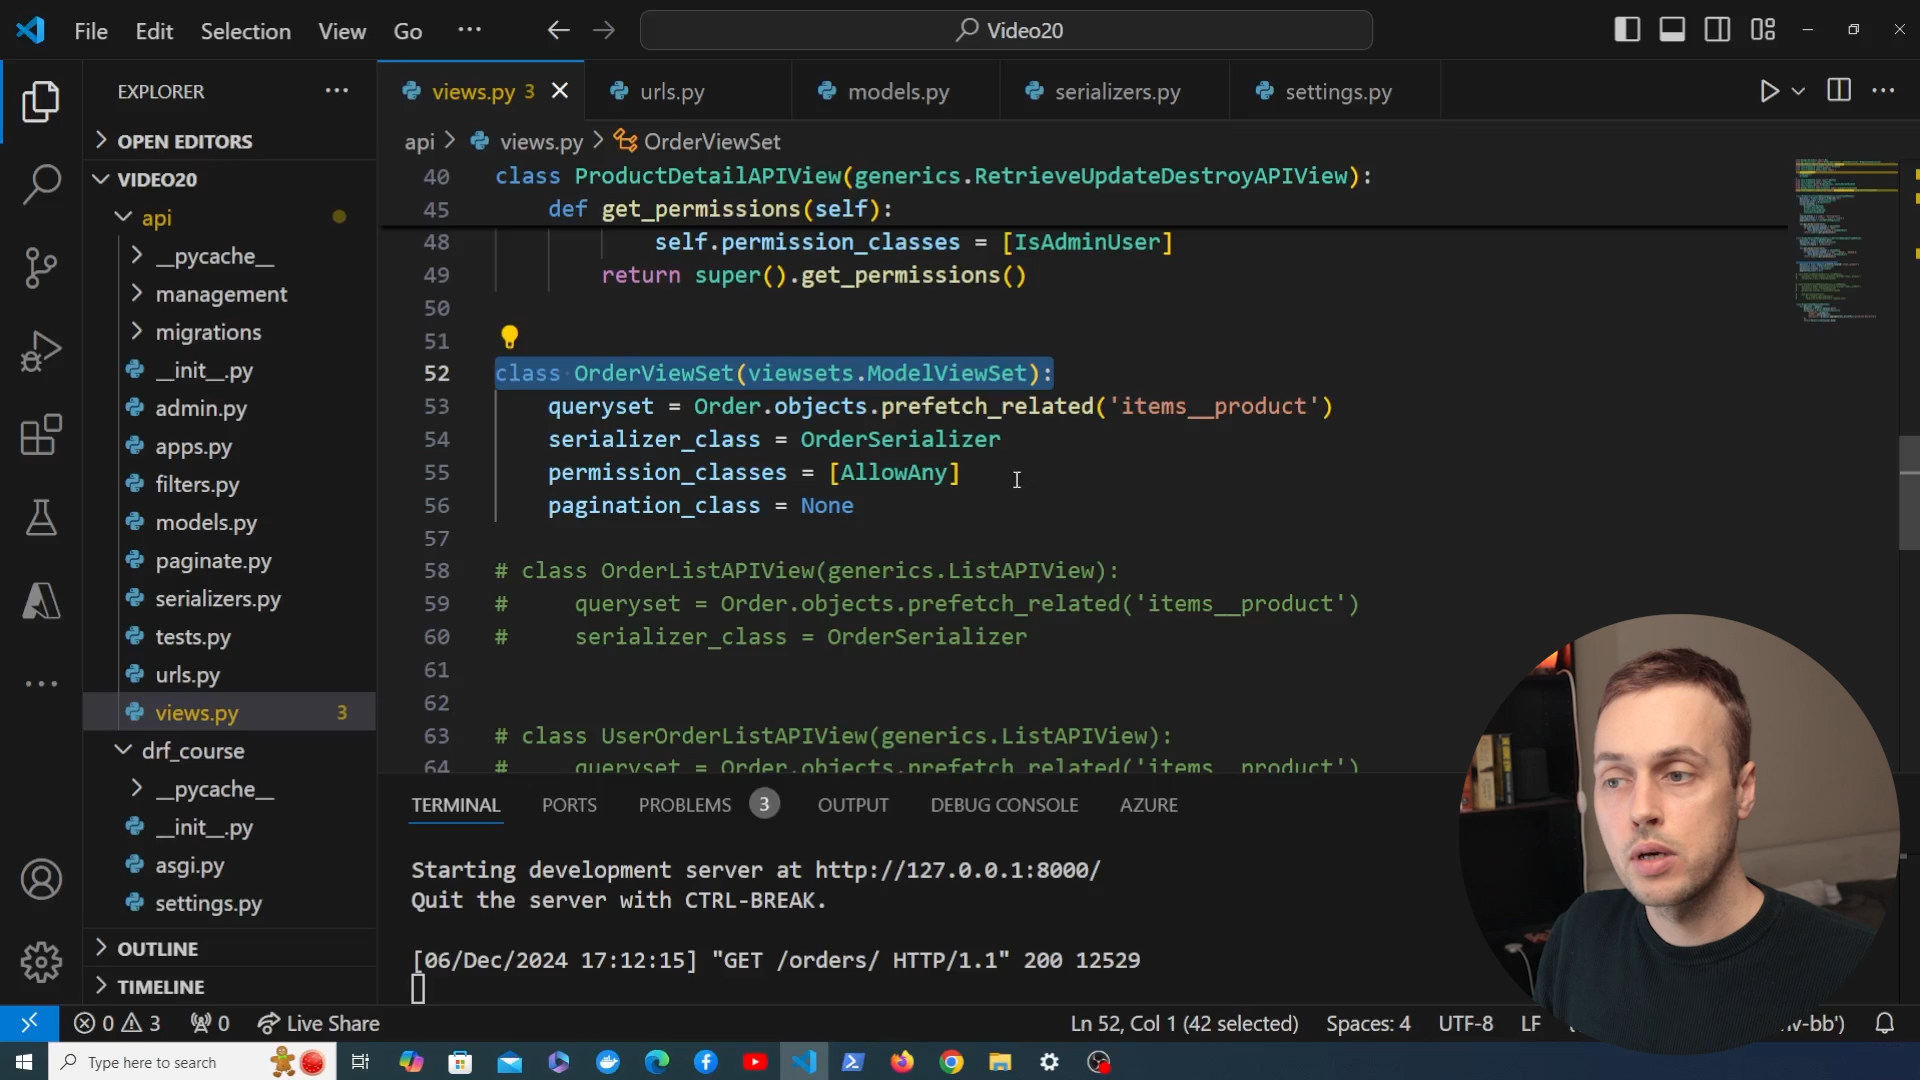 File Edit Selection View Go ··· Video20
EXPLORER
OPEN EDITORS
VIDEO20
api
__pycache__
management
migrations
__init__.py
admin.py
apps.py
filters.py
models.py
paginate.py
serializers.py
tests.py
urls.py
views.py 3
drf_course
__pycache__
__init__.py
asgi.py
settings.py
OUTLINE
TIMELINE
views.py 3 urls.py models.py serializers.py settings.py
api > views.py > OrderViewSet
40 class ProductDetailAPIView(generics.RetrieveUpdateDestroyAPIView):
45 def get_permissions(self):
48 self.permission_classes = [IsAdminUser]
49 return super().get_permissions()
50
51
52 class OrderViewSet(viewsets.ModelViewSet):
53 queryset = Order.objects.prefetch_related('items__product')
54 serializer_class = OrderSerializer
55 permission_classes = [AllowAny]
56 pagination_class = None
57
58 # class OrderListAPIView(generics.ListAPIView):
59 # queryset = Order.objects.prefetch_related('items__product')
60 # serializer_class = OrderSerializer
61
62
63 # class UserOrderListAPIView(generics.ListAPIView):
64 # queryset = Order.objects.prefetch_related('items__product')
TERMINAL PORTS PROBLEMS 3 OUTPUT DEBUG CONSOLE AZURE
Starting development server at http://127.0.0.1:8000/
Quit the server with CTRL-BREAK.
[06/Dec/2024 17:12:15] "GET /orders/ HTTP/1.1" 200 12529
0 3 0 Live Share Ln 52, Col 1 (42 selected) Spaces: 4 UTF-8 LF
Type here to search